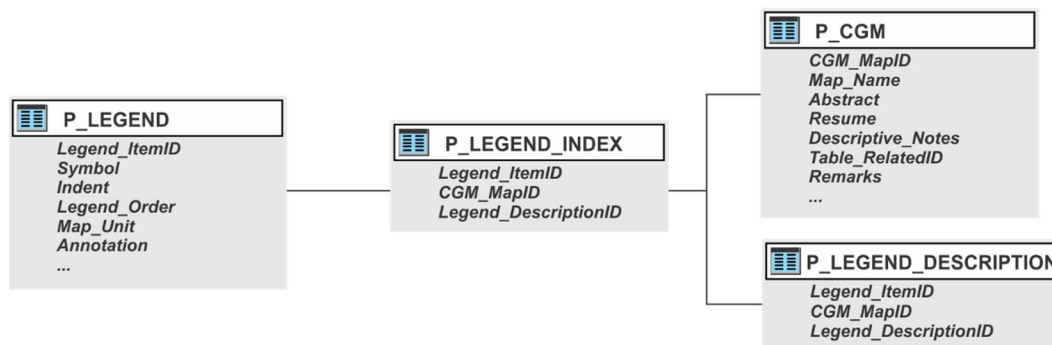 P_LEGEND
Legend_ItemID
Symbol
Indent
Legend_Order
Map_Unit
Annotation
...
P_LEGEND_INDEX
Legend_ItemID
CGM_MapID
Legend_DescriptionID
P_CGM
CGM_MapID
Map_Name
Abstract
Resume
Descriptive_Notes
Table_RelatedID
Remarks
...
P_LEGEND_DESCRIPTION
Legend_ItemID
CGM_MapID
Legend_DescriptionID